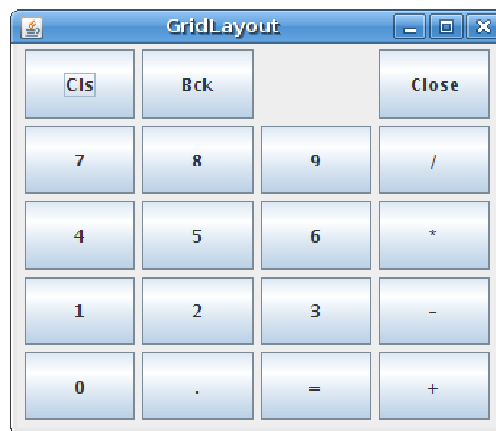 GridLayout
Cls Bck Close
7 8 9 /
4 5 6 *
1 2 3 -
0 . = +